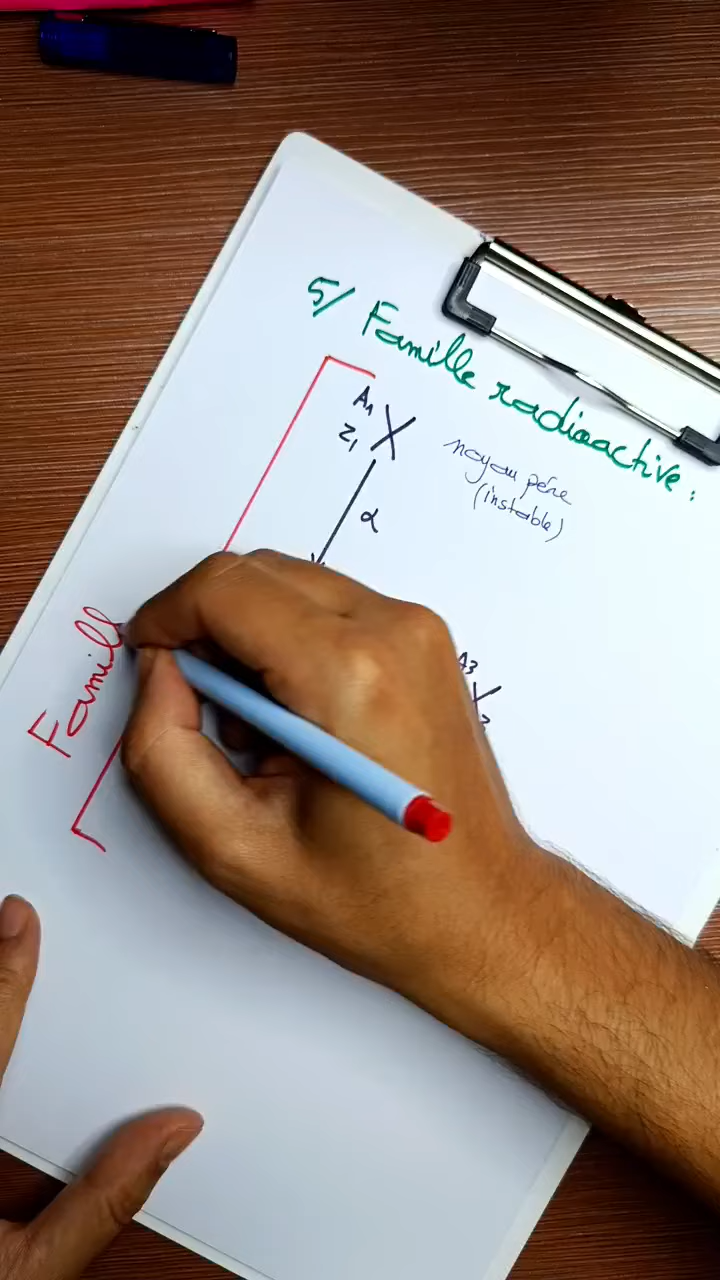 5/ Famille radioactive :
A1
Z1 X noyau père
(instable)
α
A3
X
Famill